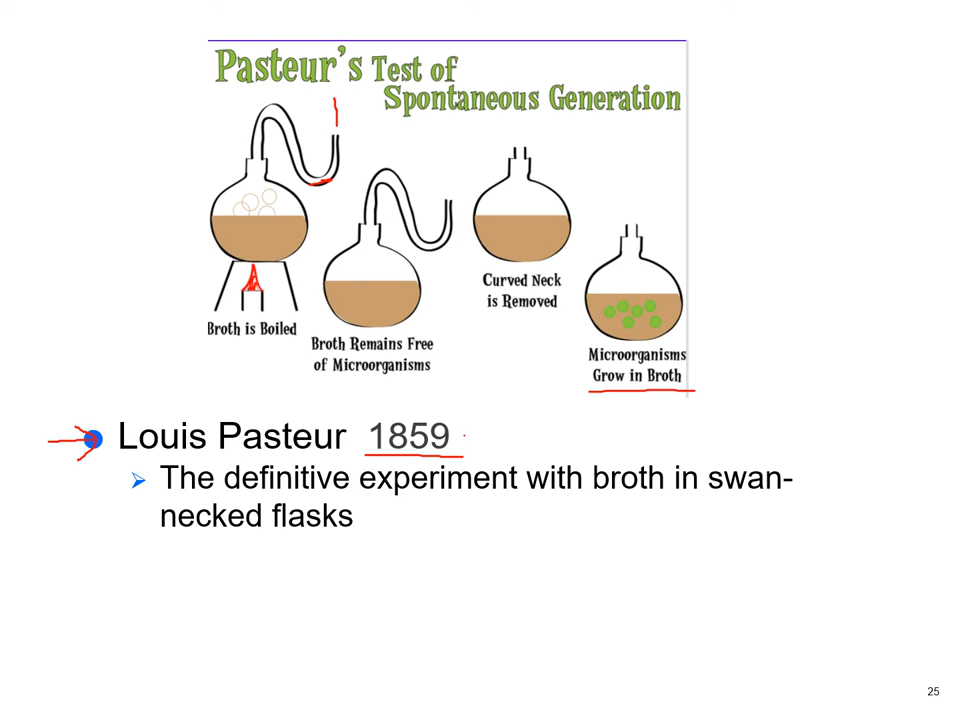 Pasteur's Test of
Spontaneous Generation
Broth is Boiled
Broth Remains Free
of Microorganisms
Curved Neck
is Removed
Microorganisms
Grow in Broth
Louis Pasteur 1859
The definitive experiment with broth in swan-
necked flasks
25